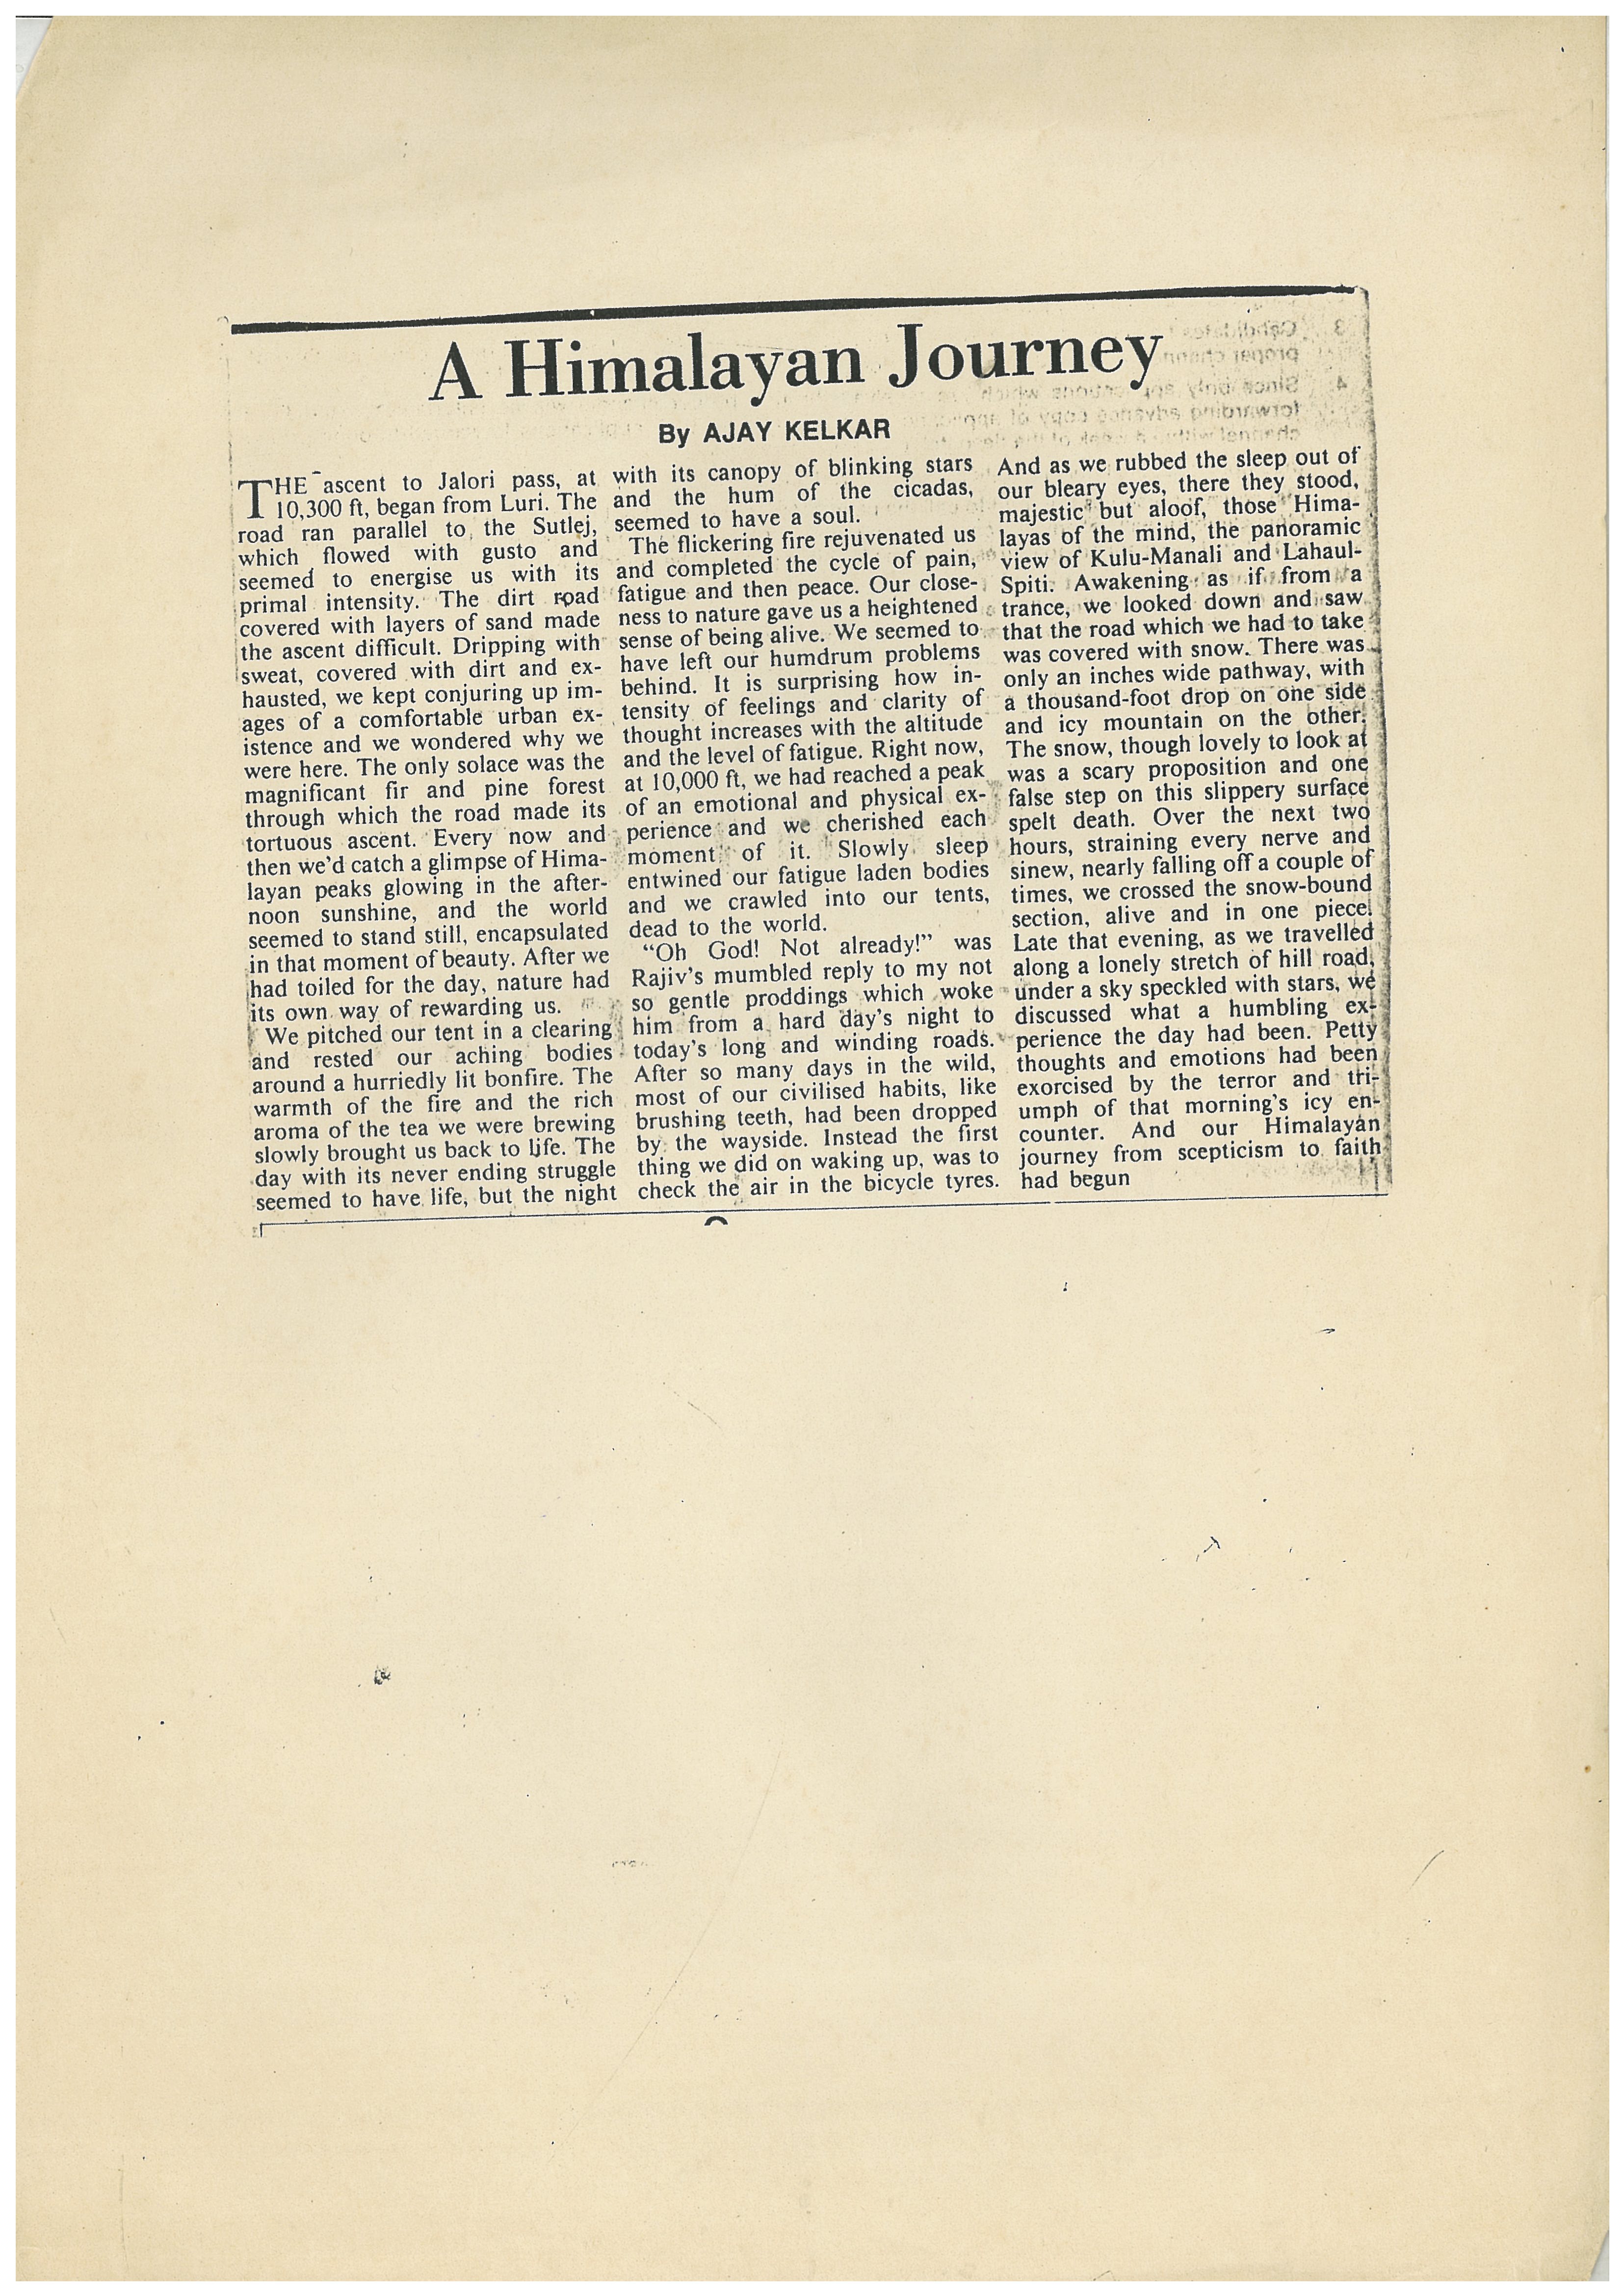 A Himalayan Journey
By AJAY KELKAR
THE ascent to Jalori pass, at
10,300 ft, began from Luri. The
road ran parallel to the Sutlej,
which flowed with gusto and
seemed to energise us with its
primal intensity. The dirt road
covered with layers of sand made
the ascent difficult. Dripping with
sweat, covered with dirt and ex-
hausted, we kept conjuring up im-
ages of a comfortable urban ex-
istence and we wondered why we
were here. The only solace was the
magnificant fir and pine forest
through which the road made its
tortuous ascent. Every now and
then we'd catch a glimpse of Hima-
layan peaks glowing in the after-
noon sunshine, and the world
seemed to stand still, encapsulated
in that moment of beauty. After we
had toiled for the day, nature had
its own way of rewarding us.
We pitched our tent in a clearing
and rested our aching bodies
around a hurriedly lit bonfire. The
warmth of the fire and the rich
aroma of the tea we were brewing
slowly brought us back to life. The
day with its never ending struggle
seemed to have life, but the night
with its canopy of blinking stars
and the hum of the cicadas,
seemed to have a soul.
The flickering fire rejuvenated us
and completed the cycle of pain,
fatigue and then peace. Our close-
ness to nature gave us a heightened
sense of being alive. We seemed to
have left our humdrum problems
behind. It is surprising how in-
tensity of feelings and clarity of
thought increases with the altitude
and the level of fatigue. Right now,
at 10,000 ft, we had reached a peak
of an emotional and physical ex-
perience and we cherished each
moment of it. Slowly sleep
entwined our fatigue laden bodies
and we crawled into our tents,
dead to the world.
"Oh God! Not already!" was
Rajiv's mumbled reply to my not
so gentle proddings which woke
him from a hard day's night to
today's long and winding roads.
After so many days in the wild,
most of our civilised habits, like
brushing teeth, had been dropped
by the wayside. Instead the first
thing we did on waking up, was to
check the air in the bicycle tyres.
And as we rubbed the sleep out of
our bleary eyes, there they stood,
majestic but aloof, those Hima-
layas of the mind, the panoramic
view of Kulu-Manali and Lahaul-
Spiti. Awakening as if from a
trance, we looked down and saw
that the road which we had to take
was covered with snow. There was
only an inches wide pathway, with
a thousand-foot drop on one side
and icy mountain on the other.
The snow, though lovely to look at
was a scary proposition and one
false step on this slippery surface
spelt death. Over the next two
hours, straining every nerve and
sinew, nearly falling off a couple of
times, we crossed the snow-bound
section, alive and in one piece.
Late that evening, as we travelled
along a lonely stretch of hill road,
under a sky speckled with stars, we
discussed what a humbling ex-
perience the day had been. Petty
thoughts and emotions had been
exorcised by the terror and tri-
umph of that morning's icy en-
counter. And our Himalayan
journey from scepticism to faith
had begun